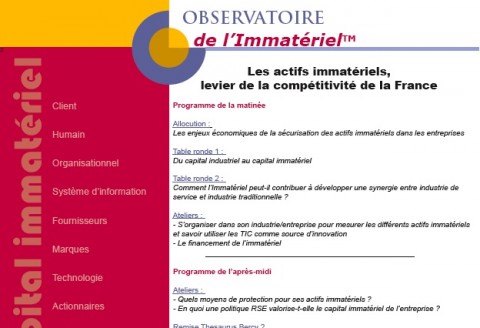 OBSERVATOIRE
de l'Immatériel™
Les actifs immatériels,
levier de la compétitivité de la France
Programme de la matinée
Allocution :
Les enjeux économiques de la sécurisation des actifs immatériels dans les entreprises
Table ronde 1 :
Du capital industriel au capital immatériel
Table ronde 2 :
Comment l'Immatériel peut-il contribuer à développer une synergie entre industrie de
service et industrie traditionnelle ?
Ateliers :
- S'organiser dans son industrie/entreprise pour mesurer les différents actifs immatériels
et savoir utiliser les TIC comme source d'innovation
- Le financement de l'immatériel
Programme de l'après-midi
Ateliers :
- Quels moyens de protection pour ses actifs immatériels ?
- En quoi une politique RSE valorise-t-elle le capital immatériel de l'entreprise ?
Remise Thesaurus Bercy 2
Client
Humain
Organisationnel
Système d'information
Fournisseurs
Marques
Technologie
Actionnaires
pital immatériel